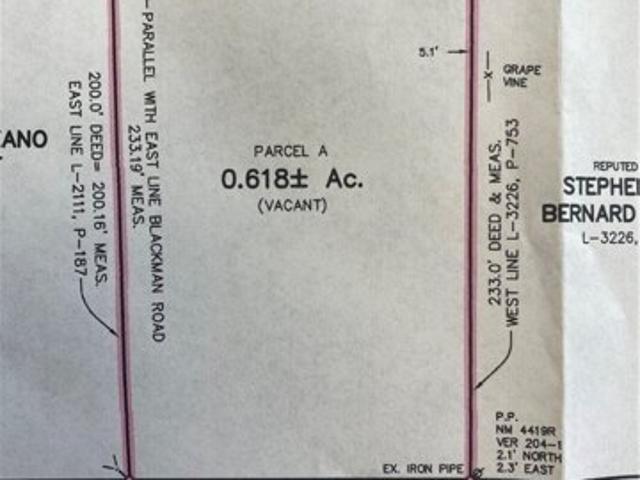 PARALLEL WITH EAST LINE BLACKMAN ROAD
233.19' MEAS.
200.0' DEED= 200.16' MEAS.
EAST LINE L-2111, P-187
PARCEL A
0.618± Ac.
(VACANT)
5.1'
X
GRAPE
VINE
233.0' DEED & MEAS.
WEST LINE L-3226, P-753
REPUTED
BERNARD
L-3226,
P.P.
NM 4419R
VER 204-1
2.1' NORTH
2.3' EAST
EX. IRON PIPE